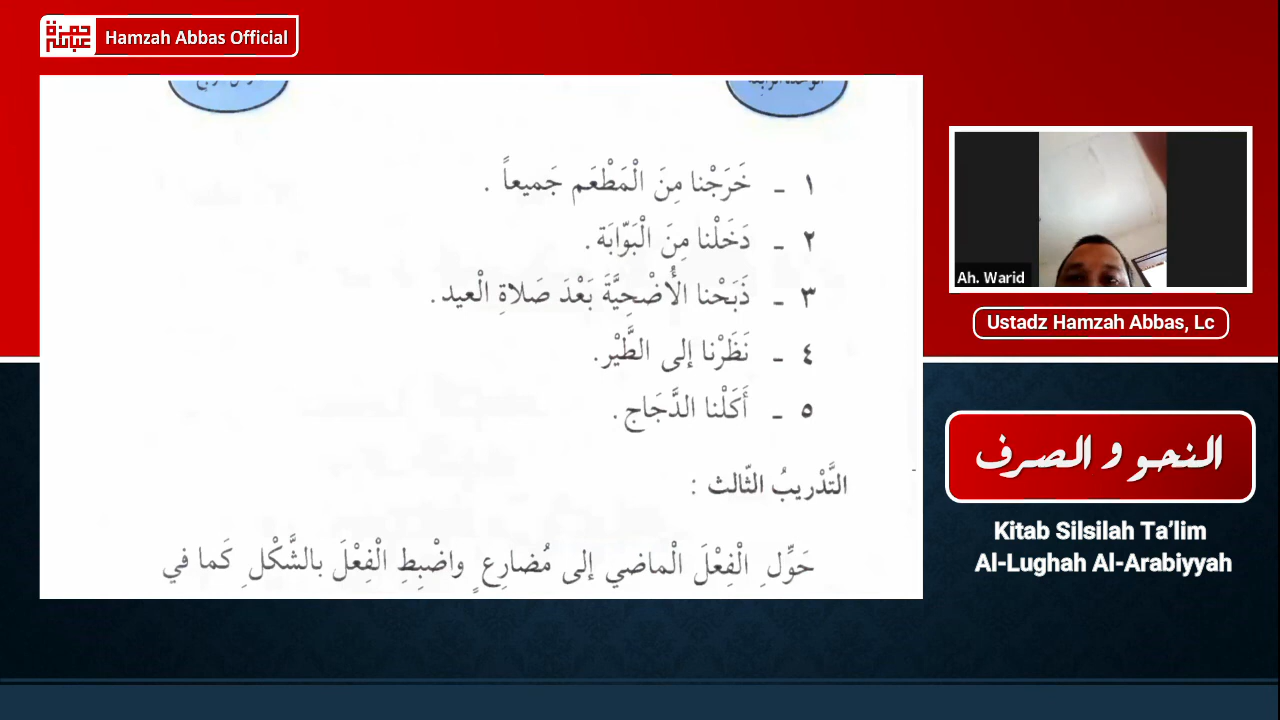 Hamzah Abbas Official
١ ـ خَرَجْنا مِنَ الْمَطْعَم جَميعاً .
٢ ـ دَخَلْنا مِنَ الْبَوّابَة .
٣ ـ ذَبَحْنا الأُضْحِيَّةَ بَعْدَ صَلاةِ الْعيد .
٤ ـ نَظَرْنا إلى الطَّيْر .
٥ ـ أَكَلْنا الدَّجَاج .
التَّدْريبُ الثّالث :
حَوِّلِ الْفِعْلَ الْماضي إلى مُضارِعٍ واضْبِطِ الْفِعْلَ بالشَّكْلِ كَما في
Ah. Warid
Ustadz Hamzah Abbas, Lc
النحو و الصرف
Kitab Silsilah Ta'lim
Al-Lughah Al-Arabiyyah